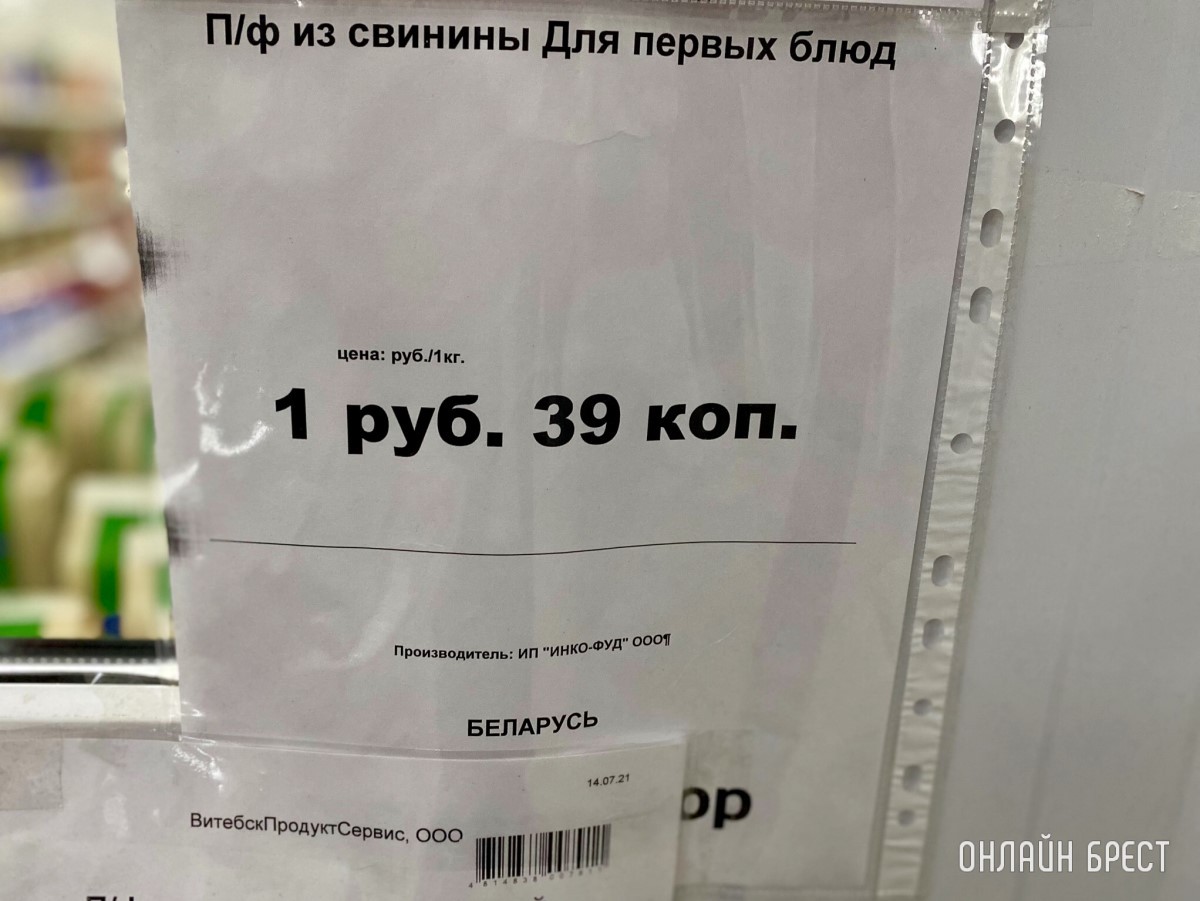 П/ф из свинины Для первых блюд
цена: руб./1кг.
1 руб. 39 коп.
Производитель: ИП "ИНКО-ФУД" ООО¶
БЕЛАРУСЬ
14.07.21
ор
ВитебскПродуктСервис, ООО
ОНЛАЙН БРЕСТ